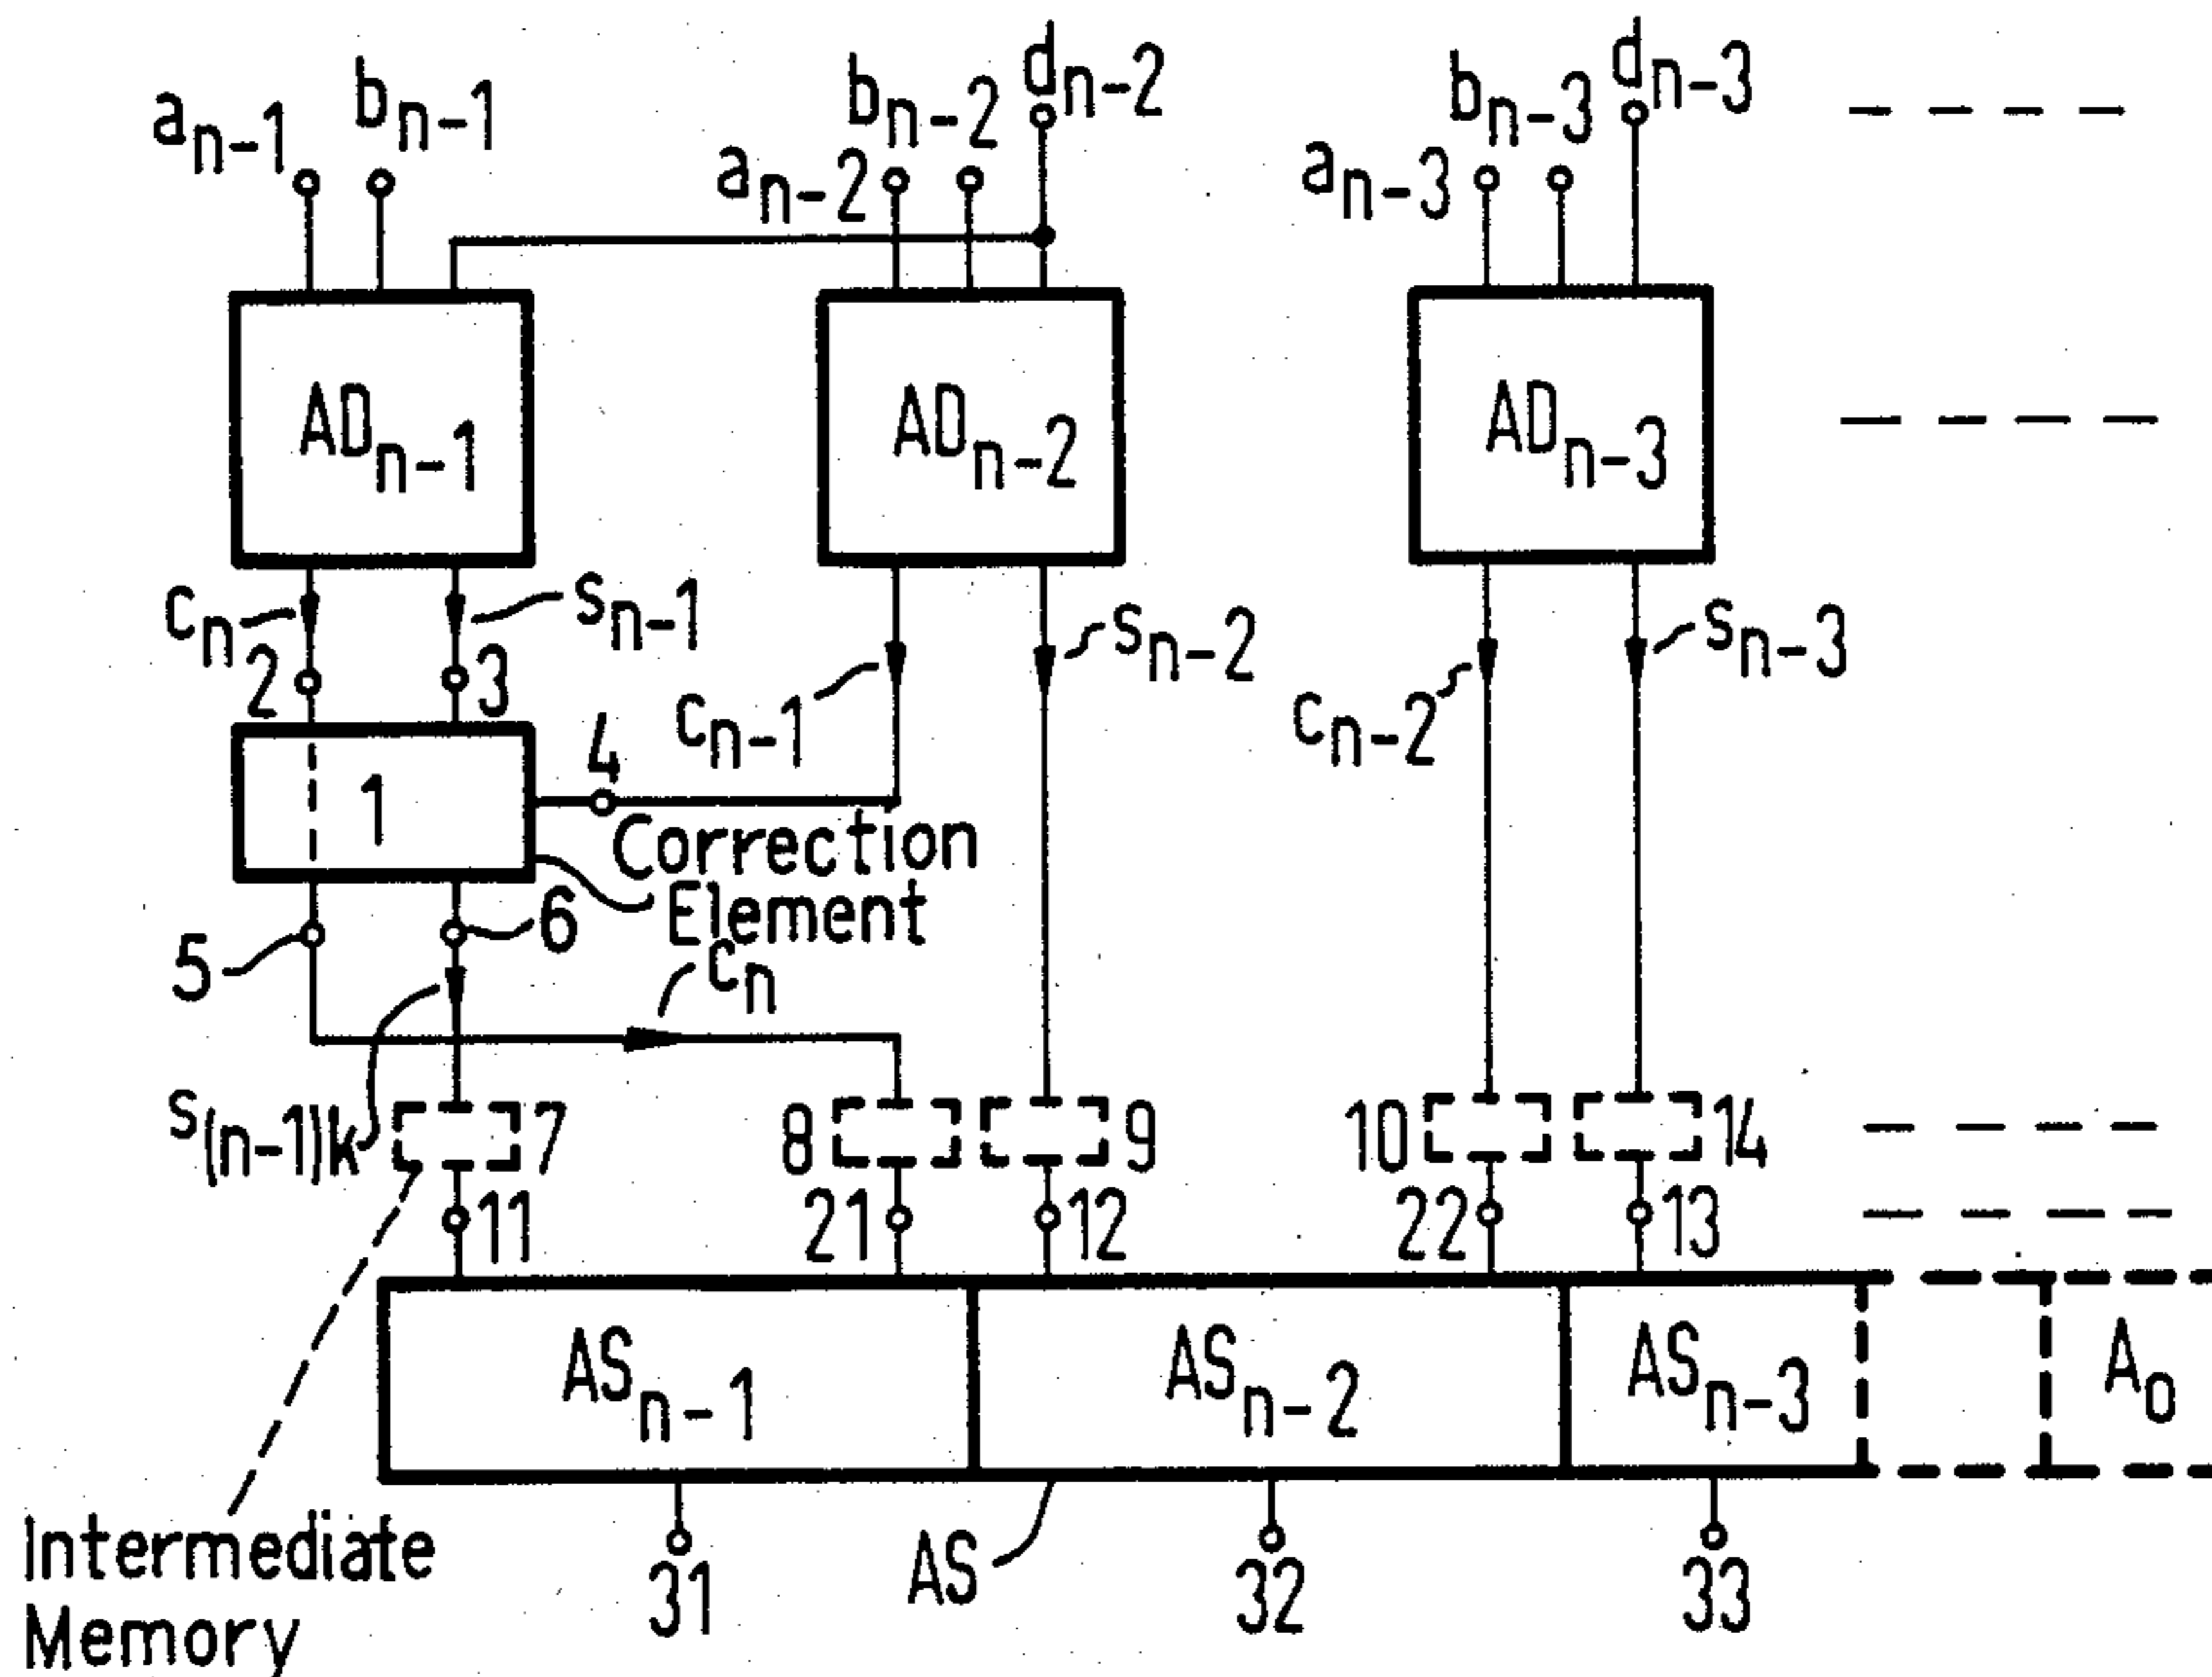 a_{n-1} b_{n-1} a_{n-2} b_{n-2} d_{n-2} a_{n-3} b_{n-3} d_{n-3}
AD_{n-1} AD_{n-2} AD_{n-3}
c_n s_{n-1} c_{n-1} s_{n-2} c_{n-2} s_{n-3}
2 3
1 4
Correction
Element
5 6
c_n
s_{(n-1)k} 7 8 9 10 14
11 21 12 22 13
AS_{n-1} AS_{n-2} AS_{n-3} A_0
31 AS 32 33
Intermediate
Memory